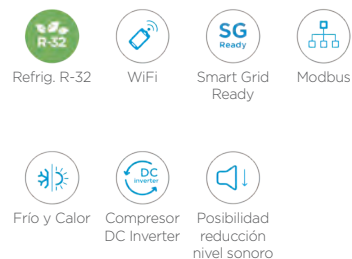 R-32
SG
Ready
Refrig. R-32
WiFi
Smart Grid
Ready
Modbus
DC
inverter
Frío y Calor
Compresor
DC Inverter
Posibilidad
reducción
nivel sonoro